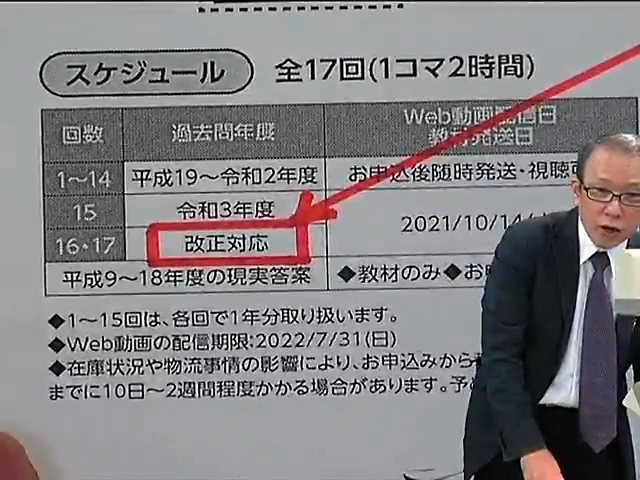 スケジュール 全17回(1コマ2時間)
回数 過去問年度 Web動画配信日
教材発送日
1〜14 平成19〜令和2年度 お申込後随時発送・視聴
15 令和3年度
2021/10/14
16・17 改正対応
平成9〜18年度の現実答案 ◆教材のみ◆お
◆1〜15回は、各回で1年分取り扱います。
◆Web動画の配信期限:2022/7/31(日)
◆在庫状況や物流事情の影響により、お申込みから
までに10日〜2週間程度かかる場合があります。予